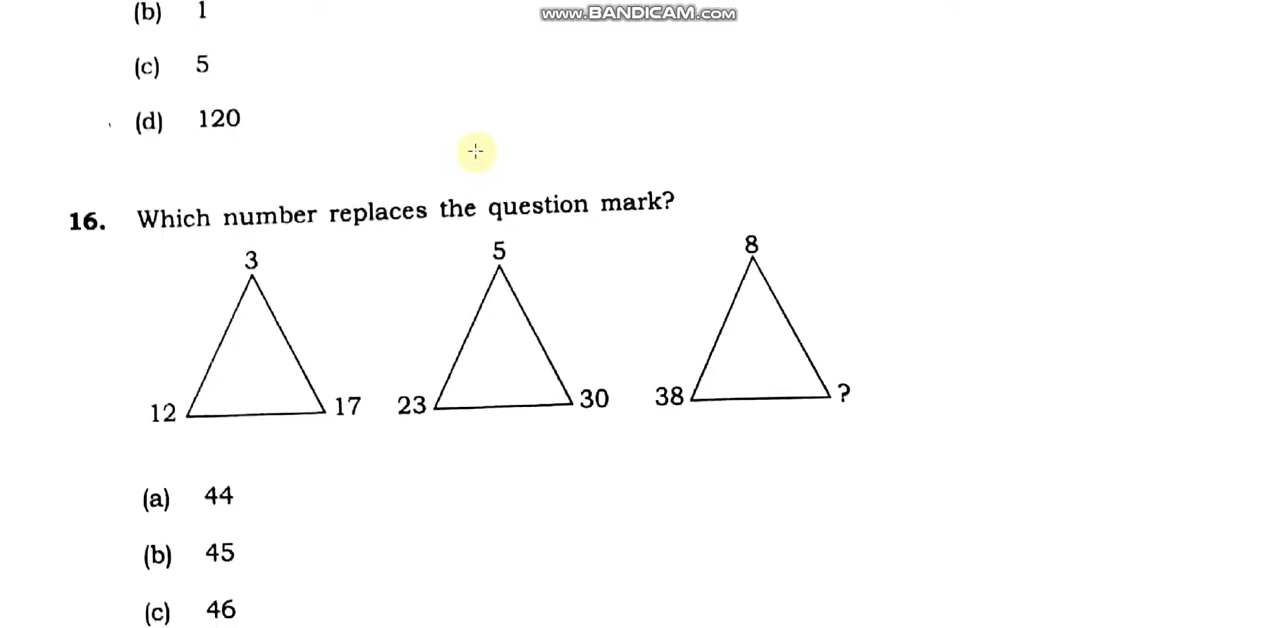 www.BANDICAM.com
(b) 1
(c) 5
(d) 120
16. Which number replaces the question mark?
3 5 8
12 17 23 30 38 ?
(a) 44
(b) 45
(c) 46